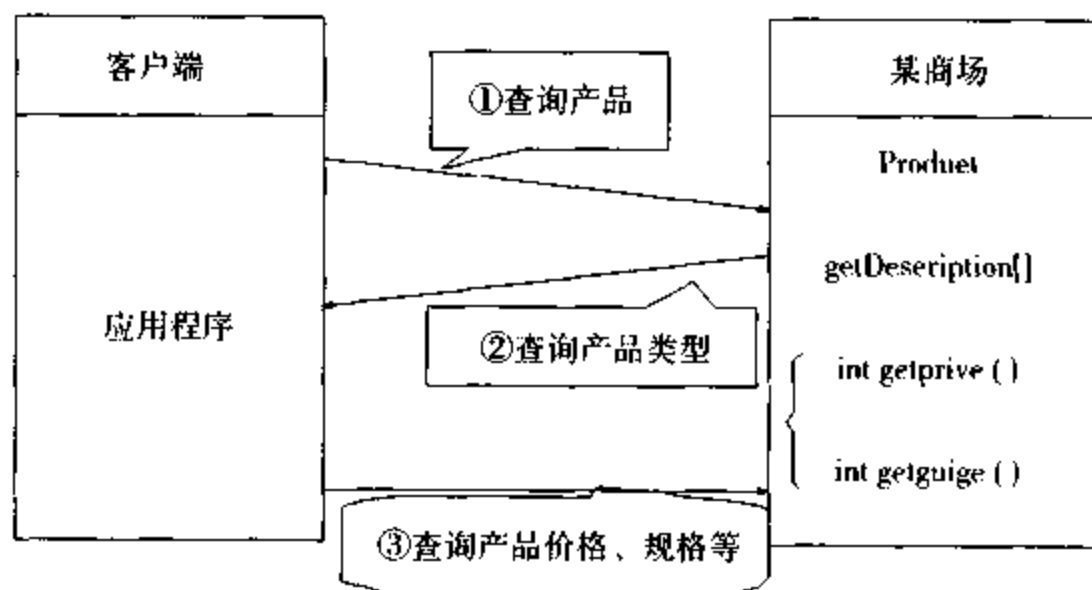 客户端
某商场
①查询产品
Product
getDeseription[]
应用程序
②查询产品类型
int getprive ( )
int getguige ( )
③查询产品价格、规格等